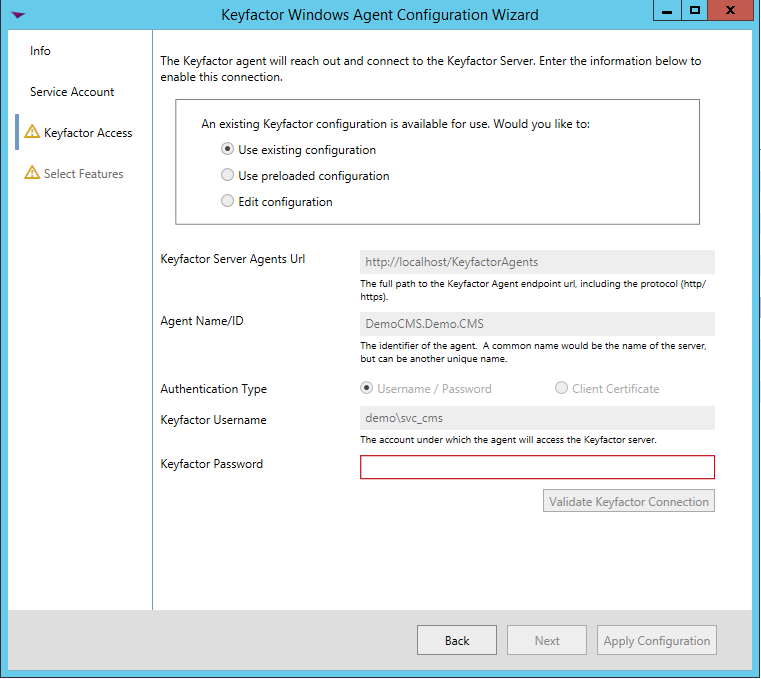 Keyfactor Windows Agent Configuration Wizard
Info
Service Account
Keyfactor Access
Select Features
The Keyfactor agent will reach out and connect to the Keyfactor Server. Enter the information below to
enable this connection.
An existing Keyfactor configuration is available for use. Would you like to:
Use existing configuration
Use preloaded configuration
Edit configuration
Keyfactor Server Agents Url
http://localhost/KeyfactorAgents
The full path to the Keyfactor Agent endpoint url, including the protocol (http/
https).
Agent Name/ID
DemoCMS.Demo.CMS
The identifier of the agent.  A common name would be the name of the server,
but can be another unique name.
Authentication Type
Username / Password
Client Certificate
Keyfactor Username
demo\svc_cms
The account under which the agent will access the Keyfactor server.
Keyfactor Password
Validate Keyfactor Connection
Back
Next
Apply Configuration